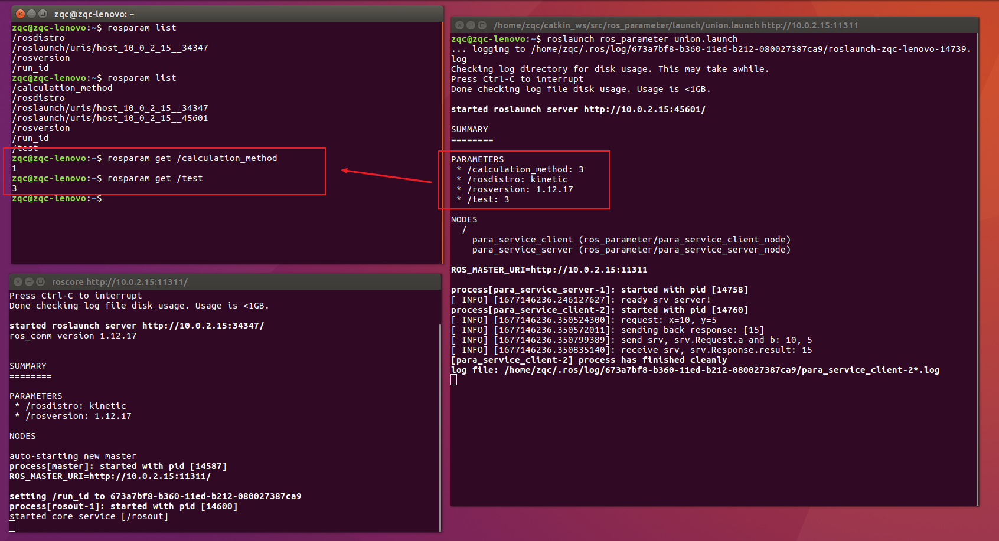 zqc@zqc-lenovo: ~
zqc@zqc-lenovo:~$ rosparam list
/rosdistro
/roslaunch/uris/host_10_0_2_15__34347
/rosversion
/run_id
zqc@zqc-lenovo:~$ rosparam list
/calculation_method
/rosdistro
/roslaunch/uris/host_10_0_2_15__34347
/roslaunch/uris/host_10_0_2_15__45601
/rosversion
/run_id
/test
zqc@zqc-lenovo:~$ rosparam get /calculation_method
1
zqc@zqc-lenovo:~$ rosparam get /test
3
zqc@zqc-lenovo:~$
roscore http://10.0.2.15:11311/
Press Ctrl-C to interrupt
Done checking log file disk usage. Usage is <1GB.
started roslaunch server http://10.0.2.15:34347/
ros_comm version 1.12.17
SUMMARY
========
PARAMETERS
 * /rosdistro: kinetic
 * /rosversion: 1.12.17
NODES
auto-starting new master
process[master]: started with pid [14587]
ROS_MASTER_URI=http://10.0.2.15:11311/
setting /run_id to 673a7bf8-b360-11ed-b212-080027387ca9
process[rosout-1]: started with pid [14600]
started core service [/rosout]
/home/zqc/catkin_ws/src/ros_parameter/launch/union.launch http://10.0.2.15:11311
zqc@zqc-lenovo:~$ roslaunch ros_parameter union.launch
... logging to /home/zqc/.ros/log/673a7bf8-b360-11ed-b212-080027387ca9/roslaunch-zqc-lenovo-14739.
log
Checking log directory for disk usage. This may take awhile.
Press Ctrl-C to interrupt
Done checking log file disk usage. Usage is <1GB.
started roslaunch server http://10.0.2.15:45601/
SUMMARY
========
PARAMETERS
 * /calculation_method: 3
 * /rosdistro: kinetic
 * /rosversion: 1.12.17
 * /test: 3
NODES
  /
    para_service_client (ros_parameter/para_service_client_node)
    para_service_server (ros_parameter/para_service_server_node)
ROS_MASTER_URI=http://10.0.2.15:11311
process[para_service_server-1]: started with pid [14758]
[ INFO] [1677146236.246127627]: ready srv server!
process[para_service_client-2]: started with pid [14760]
[ INFO] [1677146236.350524300]: request: x=10, y=5
[ INFO] [1677146236.350572011]: sending back response: [15]
[ INFO] [1677146236.350799389]: send srv, srv.Request.a and b: 10, 5
[ INFO] [1677146236.350835140]: receive srv, srv.Response.result: 15
[para_service_client-2] process has finished cleanly
log file: /home/zqc/.ros/log/673a7bf8-b360-11ed-b212-080027387ca9/para_service_client-2*.log